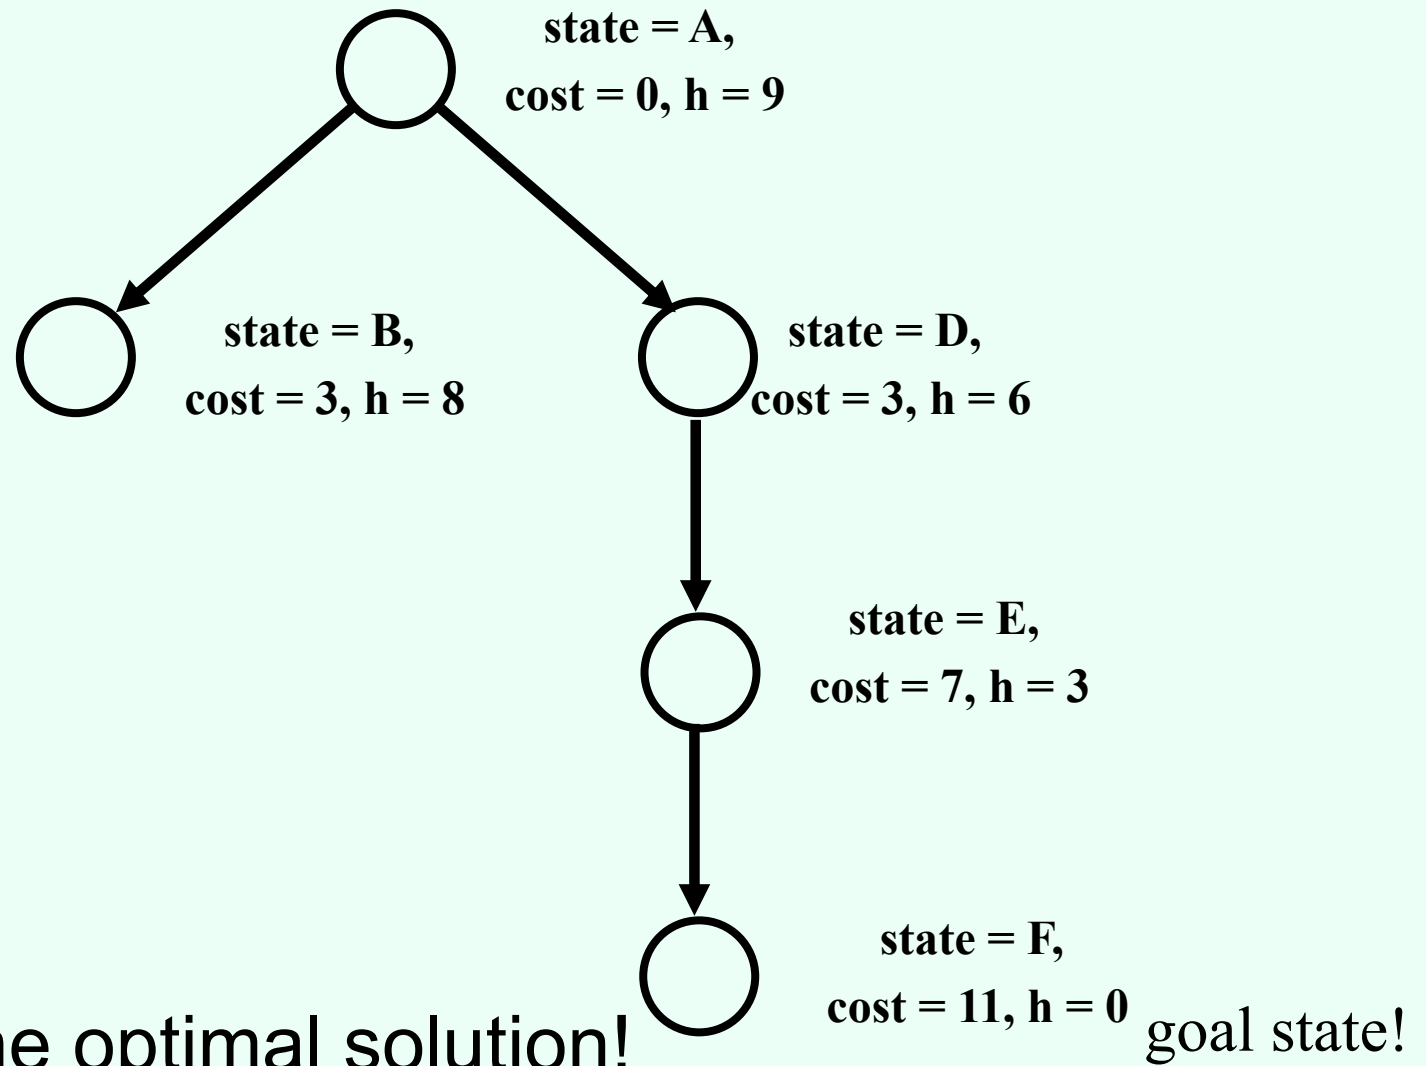 state = A,
cost = 0, h = 9
state = B,
cost = 3, h = 8
state = D,
cost = 3, h = 6
state = E,
cost = 7, h = 3
state = F,
cost = 11, h = 0
goal state!
optimal solution!